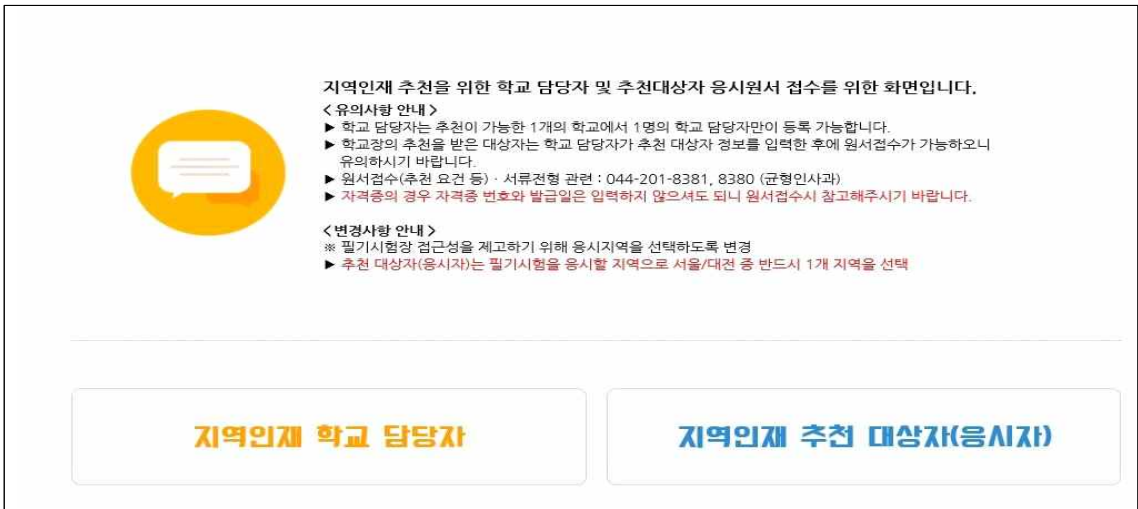 지역인재 추천을 위한 학교 담당자 및 추천대상자 응시원서 접수를 위한 화면입니다.
< 유의사항 안내 >
▶ 학교 담당자는 추천이 가능한 1개의 학교에서 1명의 학교 담당자만이 등록 가능합니다.
▶ 학교장의 추천을 받은 대상자는 학교 담당자가 추천 대상자 정보를 입력한 후에 원서접수가 가능하오니
유의하시기 바랍니다.
▶ 원서접수(추천 요건 등) · 서류전형 관련 : 044-201-8381, 8380 (균형인사과)
▶ 자격증의 경우 자격증 번호와 발급일은 입력하지 않으셔도 되니 원서접수시 참고해주시기 바랍니다.
< 변경사항 안내 >
※ 필기시험장 접근성을 제고하기 위해 응시지역을 선택하도록 변경
▶ 추천 대상자(응시자)는 필기시험을 응시할 지역으로 서울/대전 중 반드시 1개 지역을 선택
지역인재 학교 담당자
지역인재 추천 대상자(응시자)